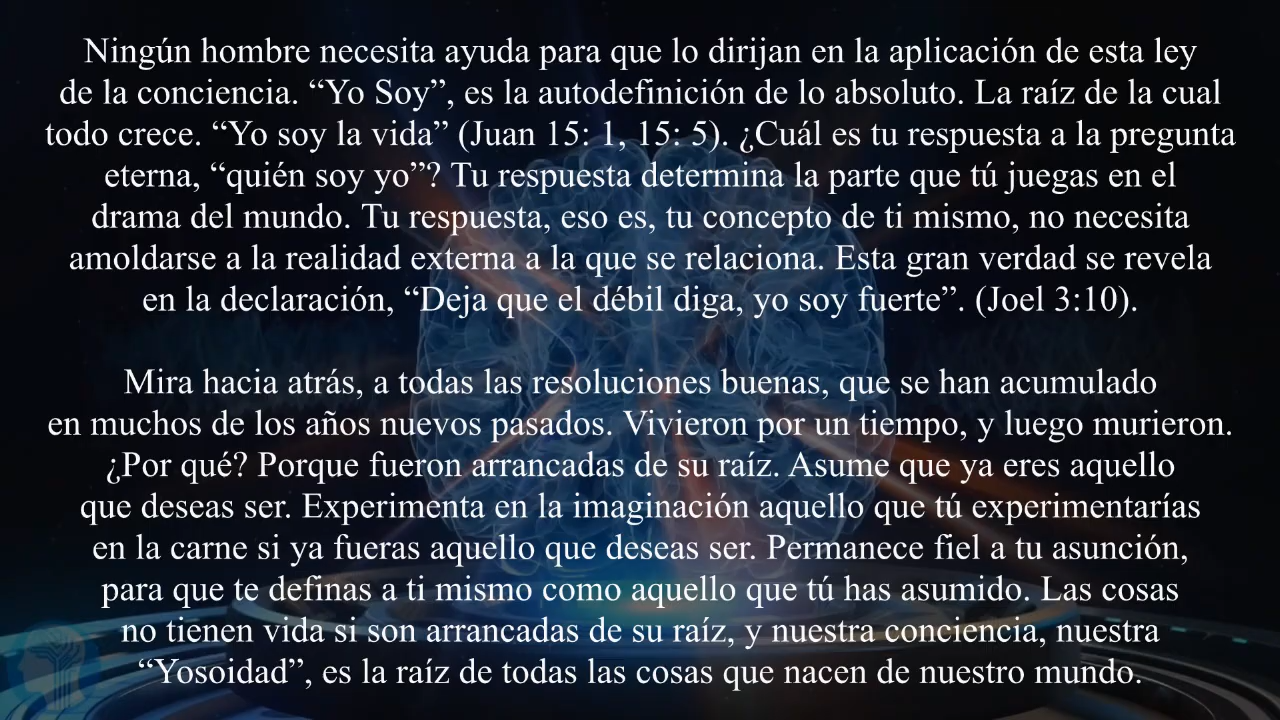 Ningún hombre necesita ayuda para que lo dirijan en la aplicación de esta ley
de la conciencia. “Yo Soy”, es la autodefinición de lo absoluto. La raíz de la cual
todo crece. “Yo soy la vida” (Juan 15: 1, 15: 5). ¿Cuál es tu respuesta a la pregunta
eterna, “quién soy yo”? Tu respuesta determina la parte que tú juegas en el
drama del mundo. Tu respuesta, eso es, tu concepto de ti mismo, no necesita
amoldarse a la realidad externa a la que se relaciona. Esta gran verdad se revela
en la declaración, “Deja que el débil diga, yo soy fuerte”. (Joel 3:10).
Mira hacia atrás, a todas las resoluciones buenas, que se han acumulado
en muchos de los años nuevos pasados. Vivieron por un tiempo, y luego murieron.
¿Por qué? Porque fueron arrancadas de su raíz. Asume que ya eres aquello
que deseas ser. Experimenta en la imaginación aquello que tú experimentarías
en la carne si ya fueras aquello que deseas ser. Permanece fiel a tu asunción,
para que te definas a ti mismo como aquello que tú has asumido. Las cosas
no tienen vida si son arrancadas de su raíz, y nuestra conciencia, nuestra
“Yosoidad”, es la raíz de todas las cosas que nacen de nuestro mundo.